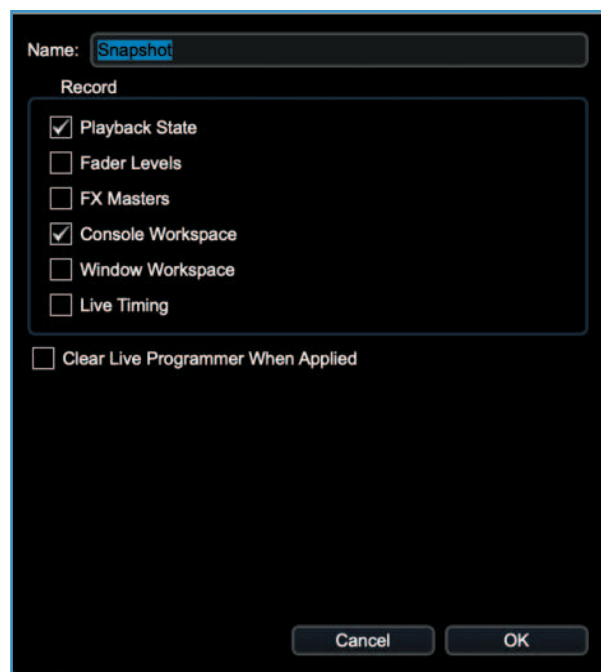 Name: Snapshot
Record
Playback State
Fader Levels
FX Masters
Console Workspace
Window Workspace
Live Timing
Clear Live Programmer When Applied
Cancel OK